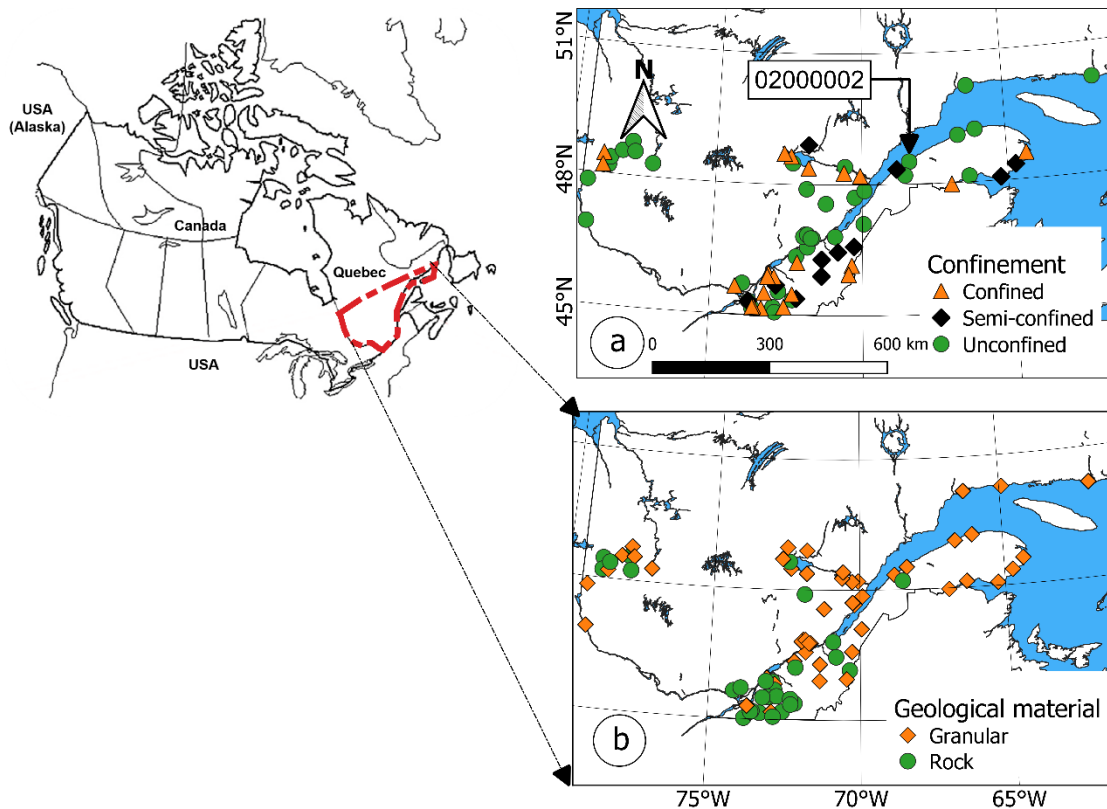 USA
(Alaska)
Canada
Quebec
USA
51°N
48°N
45°N
N
02000002
Confinement
Confined
Semi-confined
Unconfined
a
0 300 600 km
b
Geological material
Granular
Rock
75°W 70°W 65°W